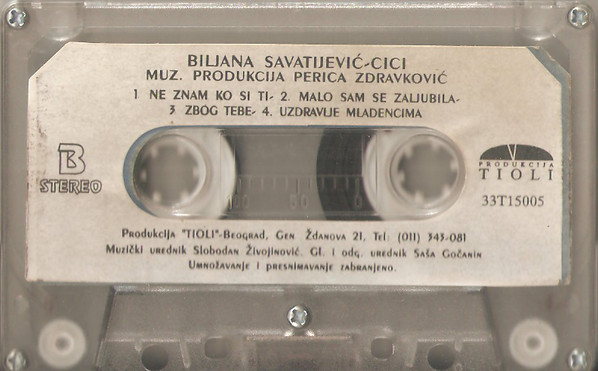 BILJANA SAVATIJEVIĆ-CICI
MUZ. PRODUKCIJA PERICA ZDRAVKOVIĆ
1 NE ZNAM KO SI TI- 2. MALO SAM SE ZALJUBILA-
3 ZBOG TEBE- 4. UZDRAVLJE MLADENCIMA
B
STEREO
PRODUKCIJA
TIOLI
33T15005
100 50 0
Produkcija "TIOLI"-Beograd, Gen Ždanova 21, Tel: (011) 343-081
Muzički urednik Slobodan Živojinović. Gl. i odg. urednik Saša Gočanin
Umnožavanje i presnimavanje zabranjeno.